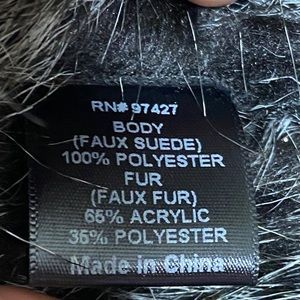 RN# 97427
BODY
(FAUX SUEDE)
100% POLYESTER
FUR
(FAUX FUR)
65% ACRYLIC
35% POLYESTER
Made in China